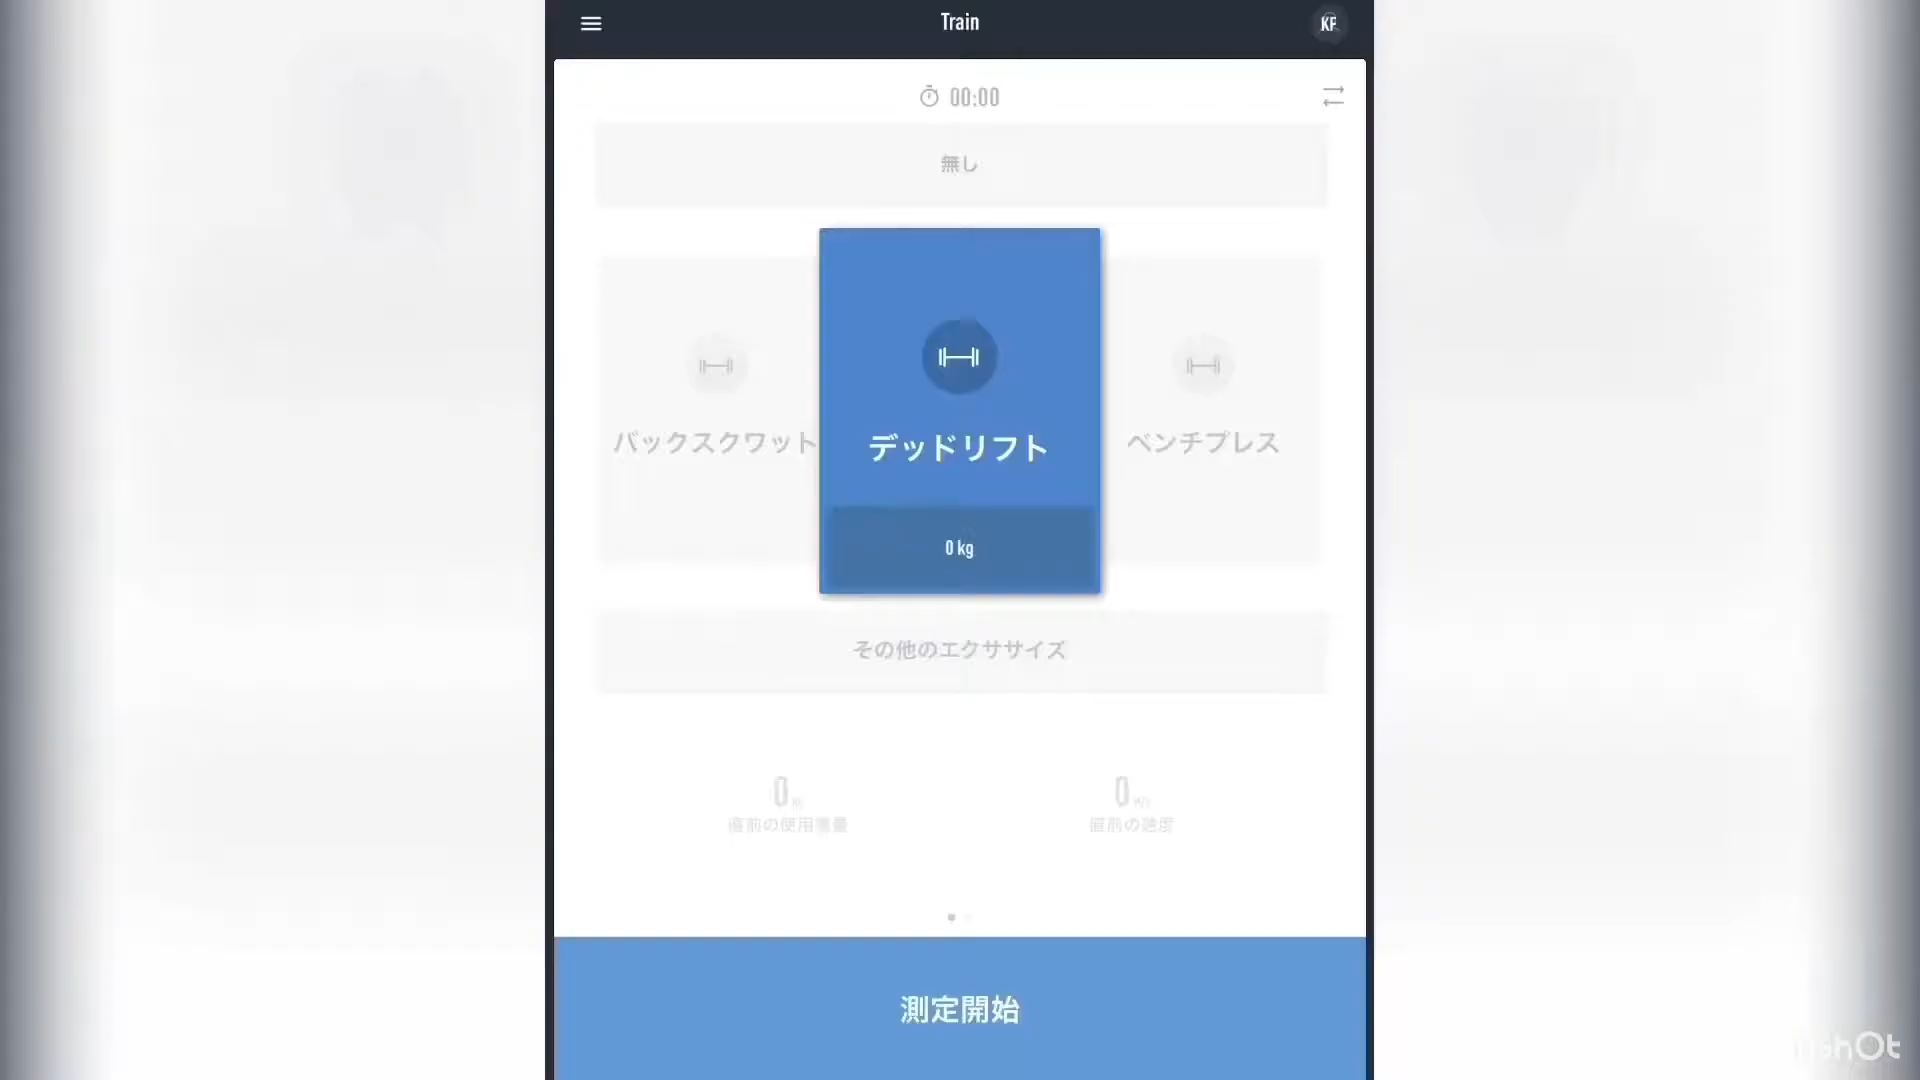 Train
KF
00:00
無し
バックスクワット
デッドリフト
ベンチプレス
0 kg
その他のエクササイズ
0
0
直前の使用重量
直前の速度
測定開始